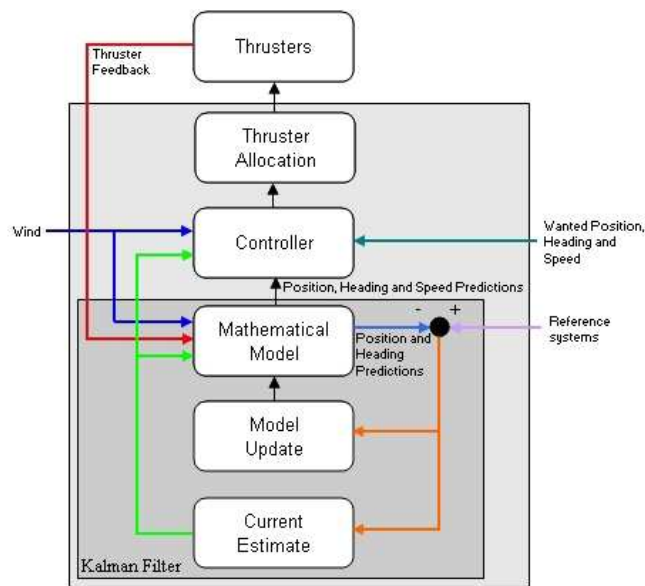 Thrusters
Thruster
Feedback
Thruster
Allocation
Wind
Controller
Wanted Position,
Heading and
Speed
Position, Heading and Speed Predictions
- +
Mathematical
Model
Position and
Heading
Predictions
Reference
systems
Model
Update
Current
Estimate
Kalman Filter